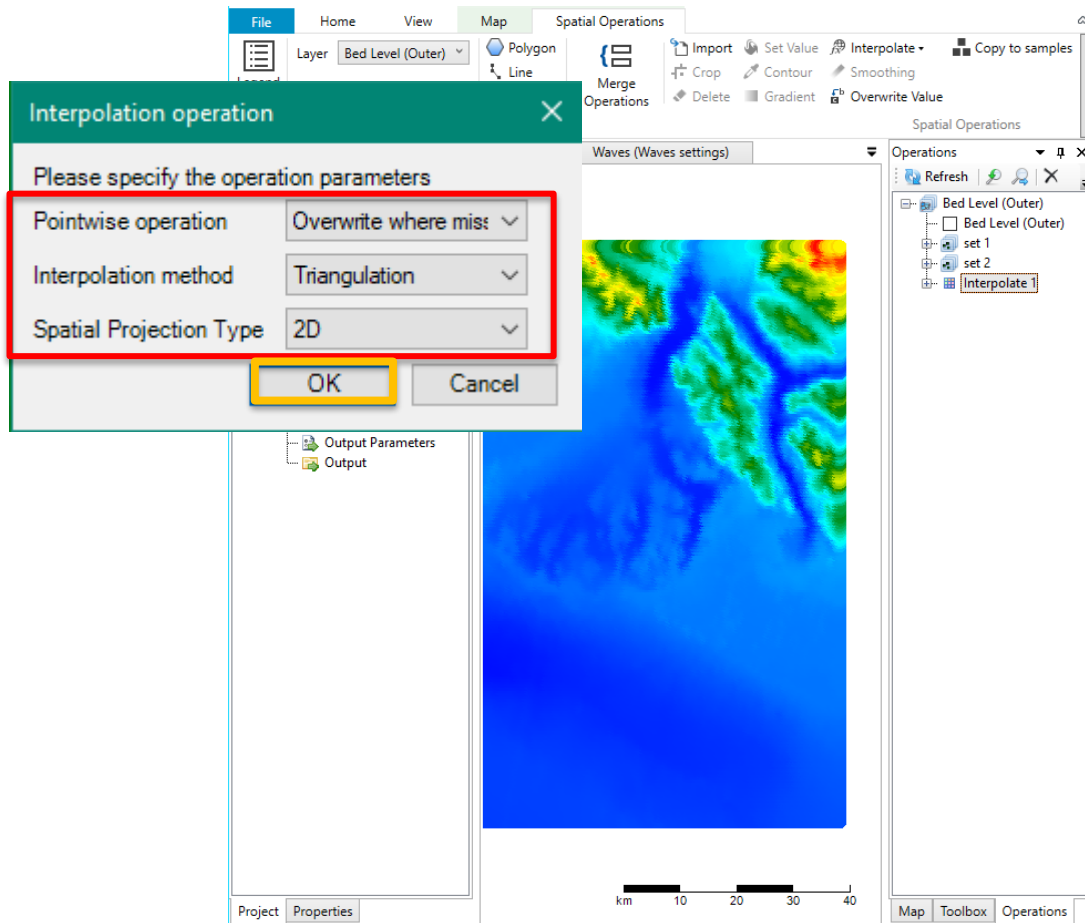 File Home View Map Spatial Operations
Layer Bed Level (Outer)
Polygon
Line
Merge
Operations
Import Set Value Interpolate Copy to samples
Crop Contour Smoothing
Delete Gradient Overwrite Value
Spatial Operations
Interpolation operation
Please specify the operation parameters
Pointwise operation Overwrite where miss
Interpolation method Triangulation
Spatial Projection Type 2D
OK Cancel
Waves (Waves settings)
Operations
Refresh
Bed Level (Outer)
Bed Level (Outer)
set 1
set 2
Interpolate 1
Output Parameters
Output
km 10 20 30 40
Project Properties
Map Toolbox Operations